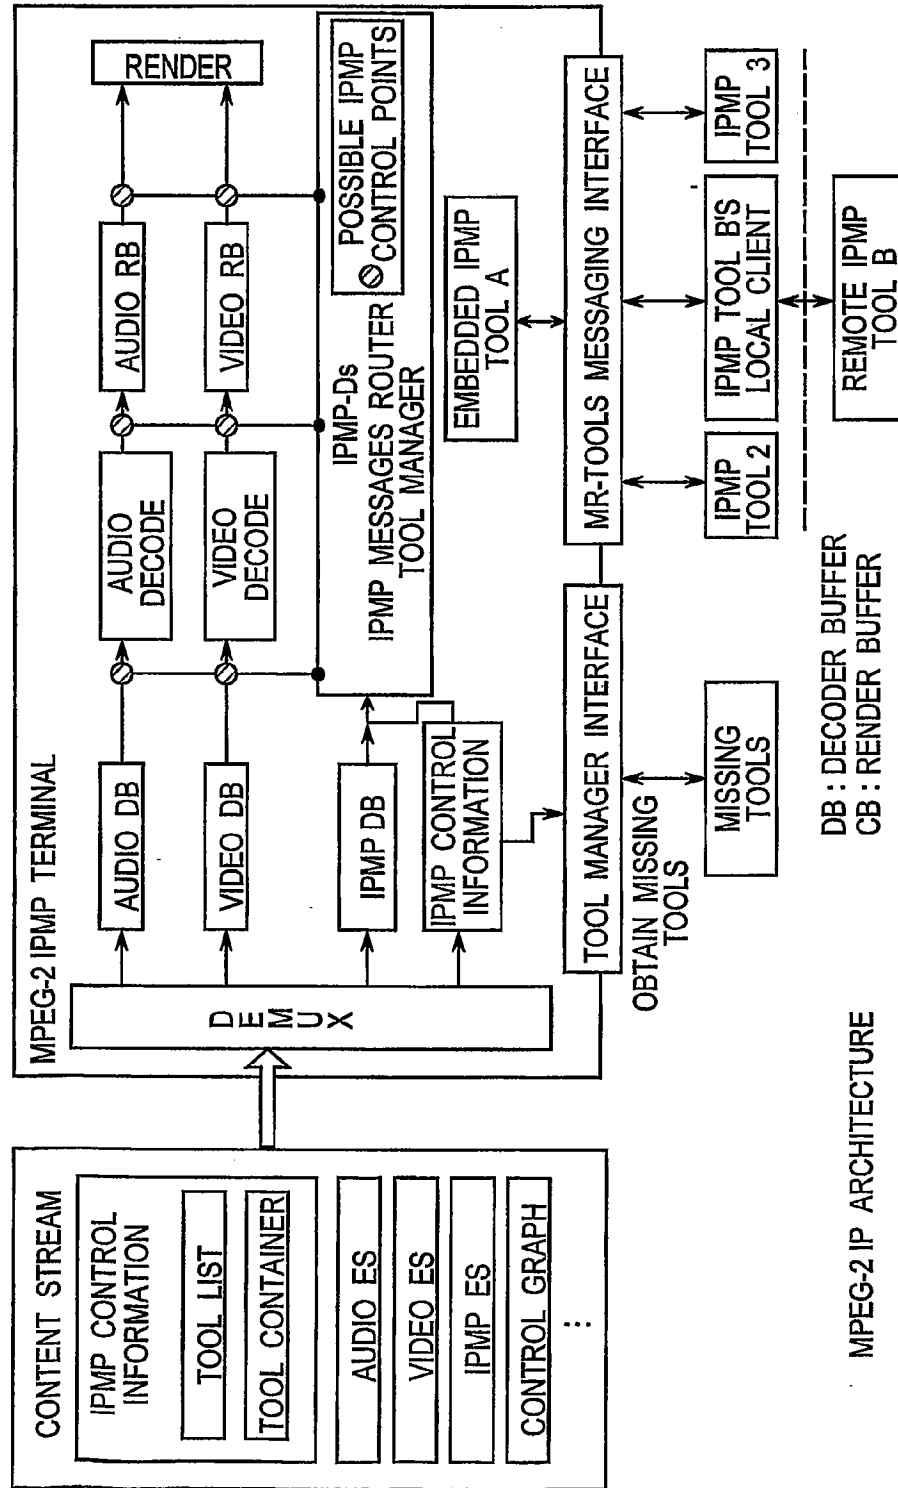 CONTENT STREAM
IPMP CONTROL
INFORMATION
TOOL LIST
TOOL CONTAINER
AUDIO ES
VIDEO ES
IPMP ES
CONTROL GRAPH
⋮
MPEG-2 IPMP TERMINAL
DEMUX
AUDIO DB
VIDEO DB
IPMP DB
IPMP CONTROL
INFORMATION
AUDIO
DECODE
VIDEO
DECODE
AUDIO RB
VIDEO RB
RENDER
IPMP-Ds
IPMP MESSAGES ROUTER
TOOL MANAGER
POSSIBLE IPMP
CONTROL POINTS
EMBEDDED IPMP
TOOL A
TOOL MANAGER INTERFACE
MR-TOOLS MESSAGING INTERFACE
OBTAIN MISSING
TOOLS
MISSING
TOOLS
IPMP
TOOL 2
IPMP TOOL B'S
LOCAL CLIENT
IPMP
TOOL 3
REMOTE IPMP
TOOL B
DB : DECODER BUFFER
CB : RENDER BUFFER
MPEG-2 IP ARCHITECTURE